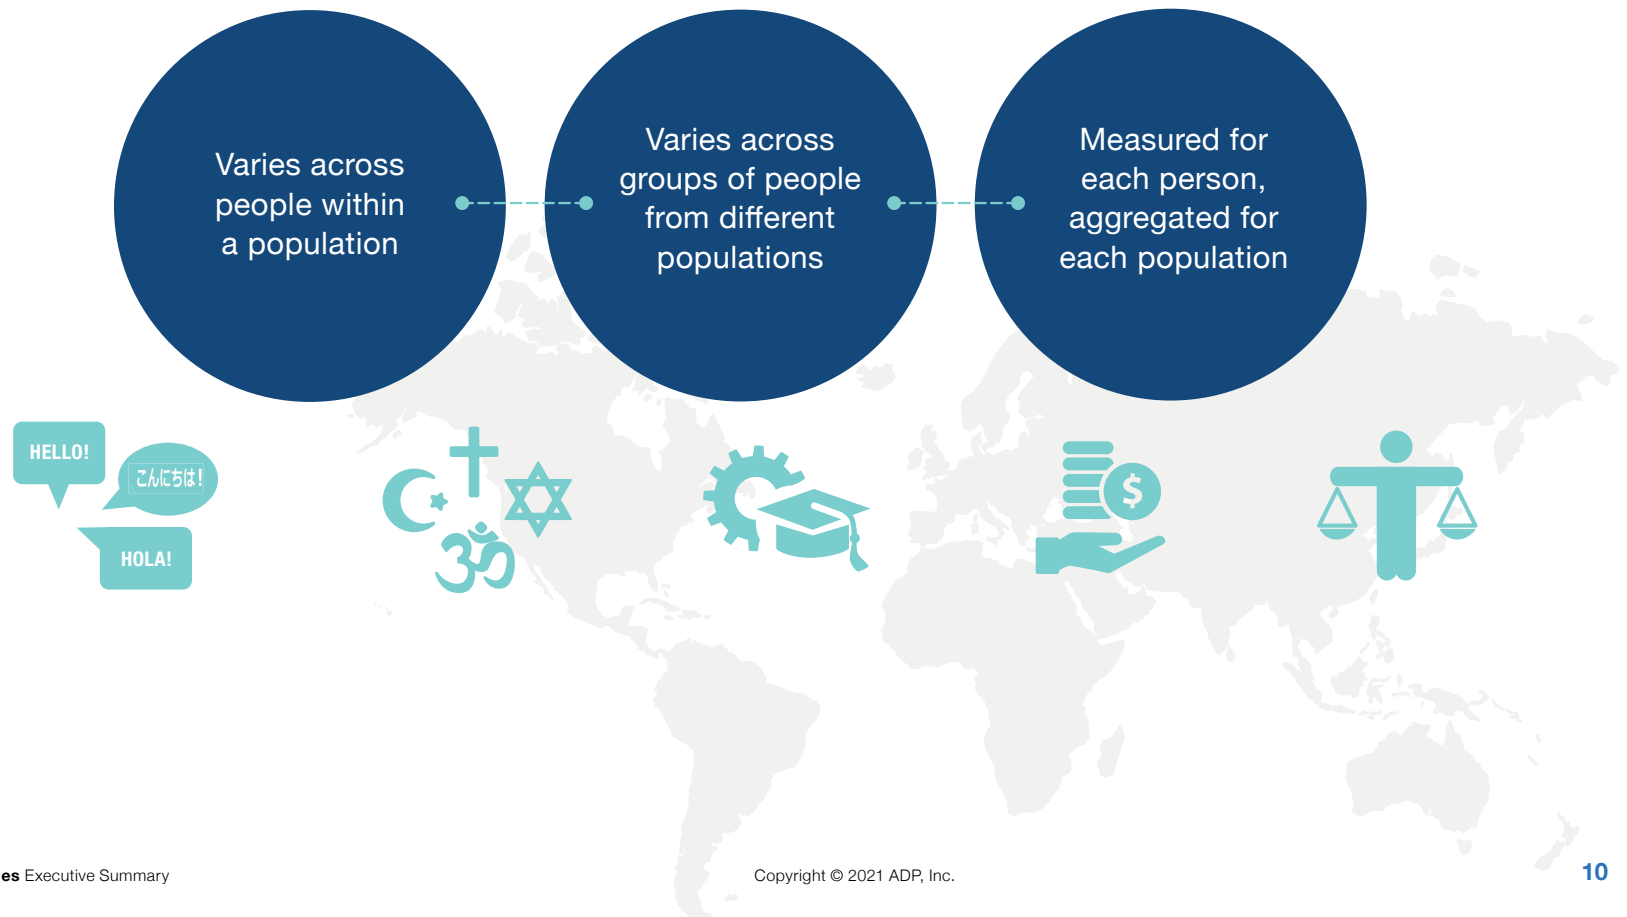 Varies across
people within
a population
Varies across
groups of people
from different
populations
Measured for
each person,
aggregated for
each population
HELLO!
こんにちは!
HOLA!
$
es Executive Summary
Copyright © 2021 ADP, Inc.
10